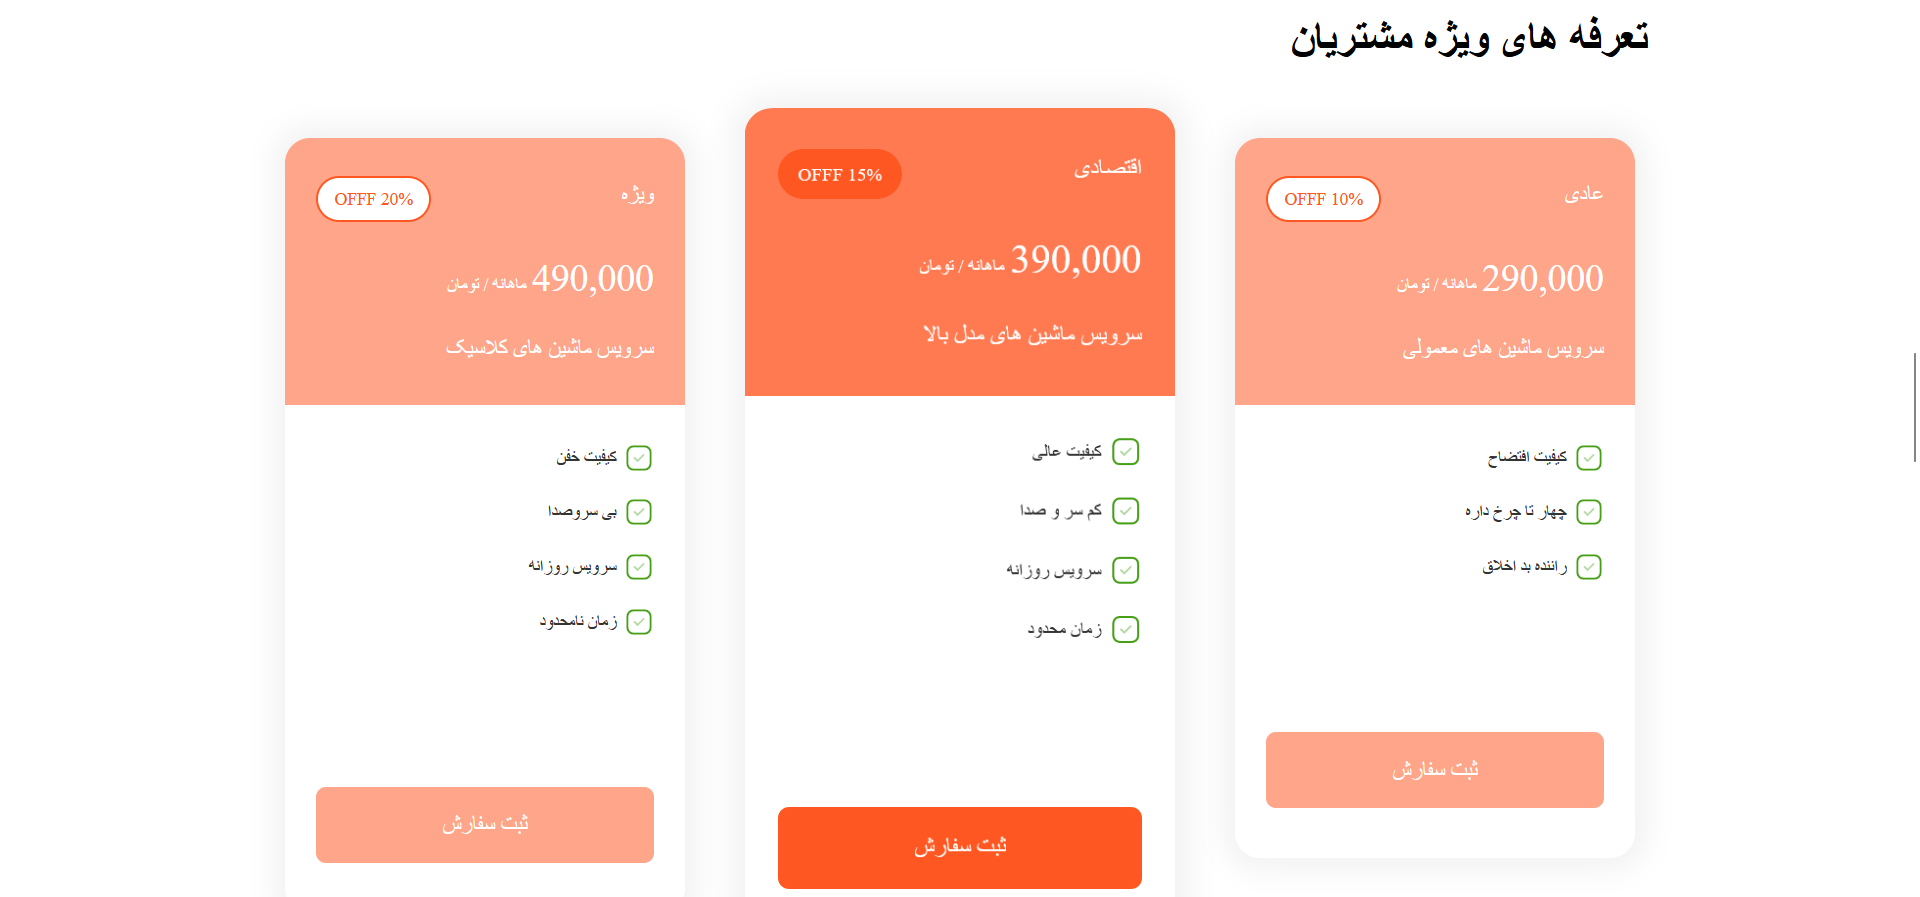 تعرفه های ویژه مشتریان
عادی
OFFF 10%
290,000 ماهانه / تومان
سرویس ماشین های معمولی
کیفیت افتضاح
چهار تا چرخ داره
راننده بد اخلاق
ثبت سفارش
اقتصادی
OFFF 15%
390,000 ماهانه / تومان
سرویس ماشین های مدل بالا
کیفیت عالی
کم سر و صدا
سرویس روزانه
زمان محدود
ثبت سفارش
ویژه
OFFF 20%
490,000 ماهانه / تومان
سرویس ماشین های کلاسیک
کیفیت خفن
بی سروصدا
سرویس روزانه
زمان نامحدود
ثبت سفارش